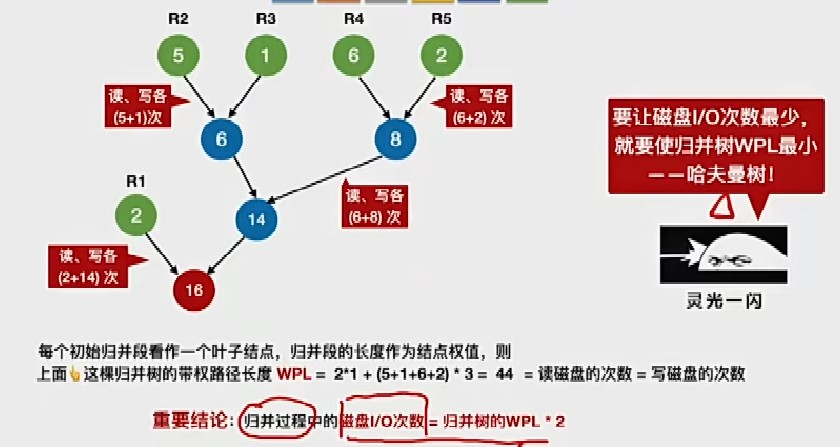 R2 R3 R4 R5
5 1 6 2
读、写各
(5+1)次
读、写各
(6+2) 次
6 8
要让磁盘I/O次数最少，
就要使归并树WPL最小
——哈夫曼树！
R1
2 14
读、写各
(6+8) 次
读、写各
(2+14) 次
16
灵光一闪
每个初始归并段看作一个叶子结点，归并段的长度作为结点权值，则
上面👆这棵归并树的带权路径长度 WPL = 2*1 + (5+1+6+2) * 3 = 44 = 读磁盘的次数 = 写磁盘的次数
重要结论：归并过程中的磁盘I/O次数 = 归并树的WPL * 2